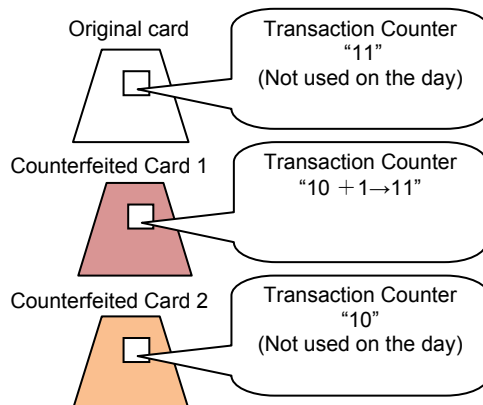 Original card
Transaction Counter
“11”
(Not used on the day)
Counterfeited Card 1
Transaction Counter
“10 ＋1→11”
Counterfeited Card 2
Transaction Counter
“10”
(Not used on the day)